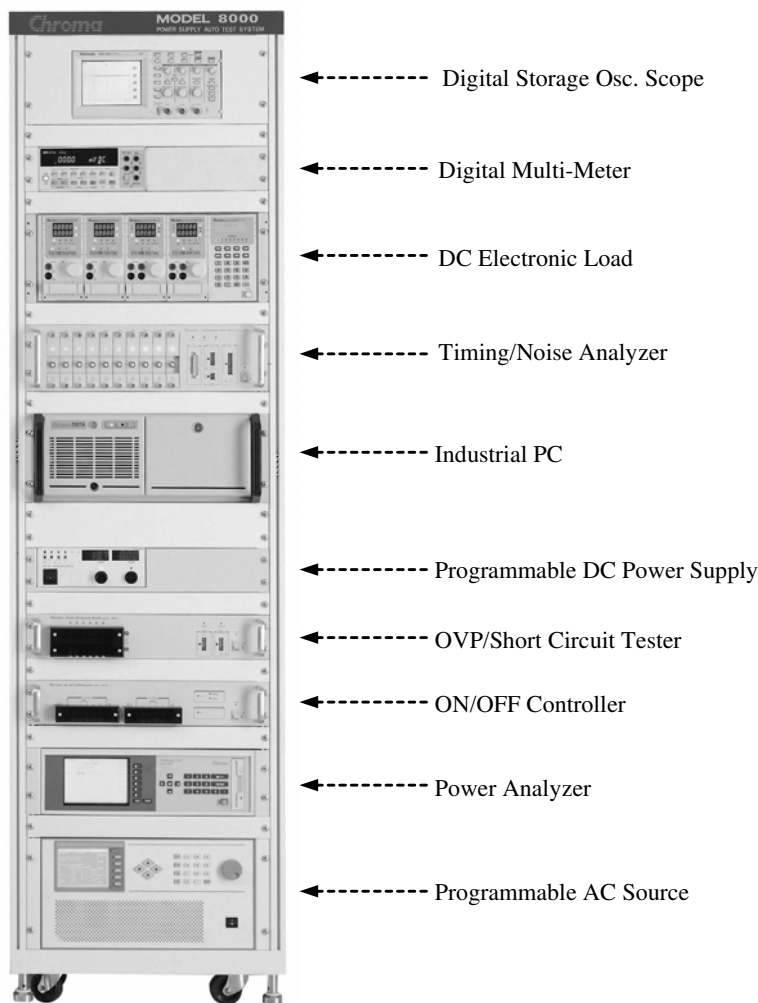 Chroma
MODEL 8000
POWER SUPPLY AUTO TEST SYSTEM
Digital Storage Osc. Scope
Digital Multi-Meter
DC Electronic Load
Timing/Noise Analyzer
Industrial PC
Programmable DC Power Supply
OVP/Short Circuit Tester
ON/OFF Controller
Power Analyzer
Programmable AC Source